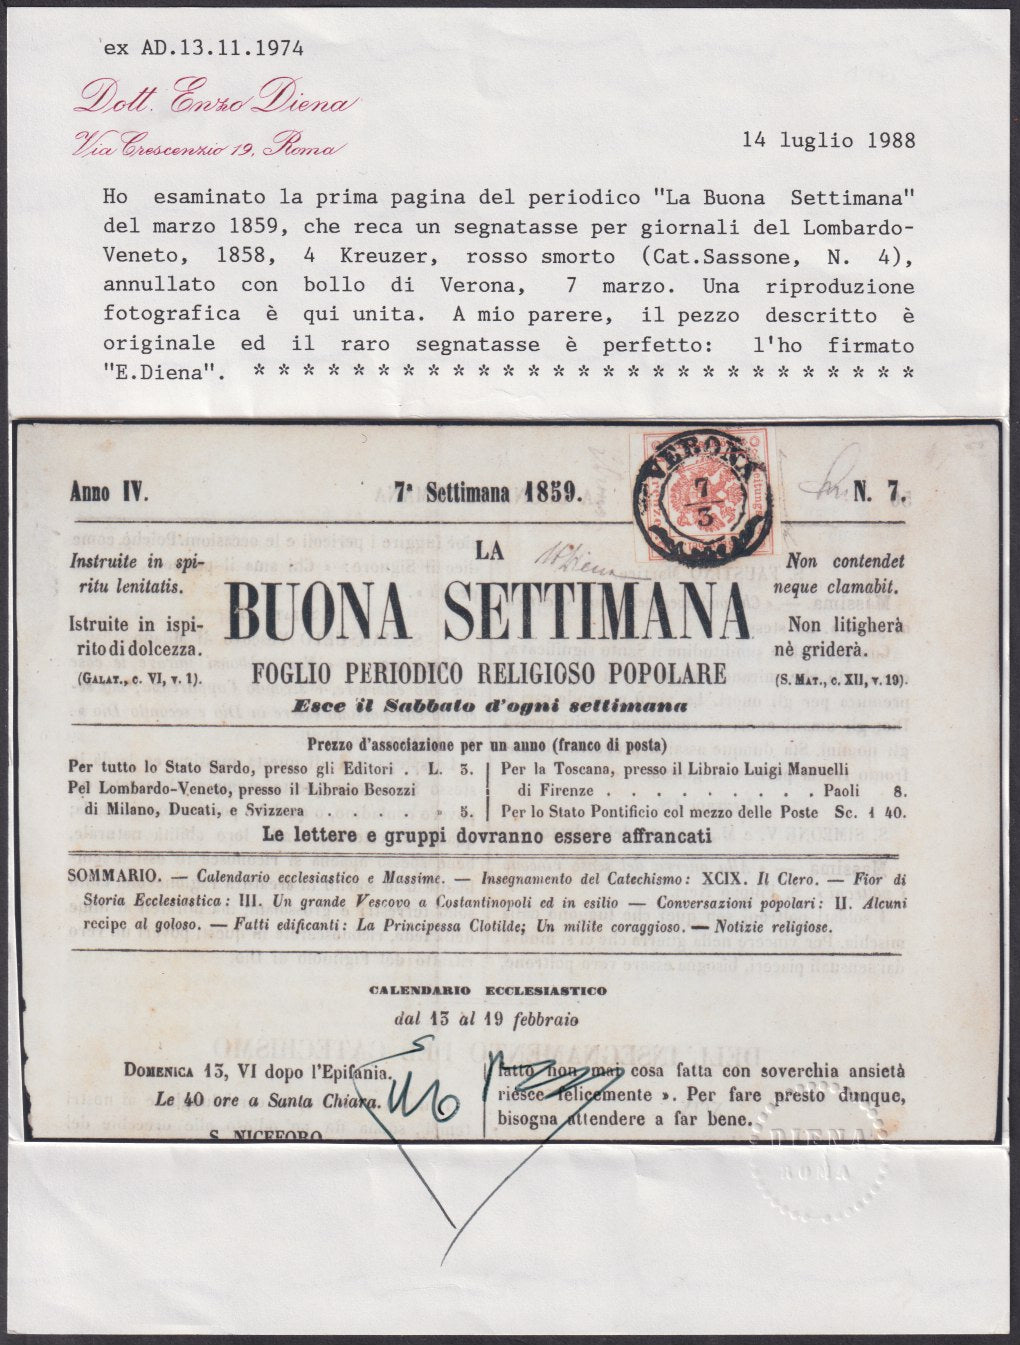 ex AD.13.11.1974
Dott. Enzo Diena
Via Crescenzio 19, Roma
14 luglio 1988
Ho esaminato la prima pagina del periodico "La Buona Settimana"
del marzo 1859, che reca un segnatasse per giornali del Lombardo-
Veneto, 1858, 4 Kreuzer, rosso smorto (Cat.Sassone, N. 4),
annullato con bollo di Verona, 7 marzo. Una riproduzione
fotografica è qui unita. A mio parere, il pezzo descritto è
originale ed il raro segnatasse è perfetto: l'ho firmato
"E.Diena". * * * * * * * * * * * * * * * * * * * * * * * * * * *
Anno IV.
7ª Settimana 1859.
VERONA
7
3
N. 7.
Instruite in spi-
ritu lenitatis.
Istruite in ispi-
rito di dolcezza.
(GALAT., C. VI, V. 1).
LA
BUONA SETTIMANA
FOGLIO PERIODICO RELIGIOSO POPOLARE
Esce il Sabbato d'ogni settimana
Non contendet
neque clamabit.
Non litigherà
nè griderà.
(S. MAT., C. XII, V. 19).
Prezzo d'associazione per un anno (franco di posta)
Per tutto lo Stato Sardo, presso gli Editori . L. 3.
Pel Lombardo-Veneto, presso il Libraio Besozzi
di Milano, Ducati, e Svizzera . . . . » 5.
Per la Toscana, presso il Libraio Luigi Manuelli
di Firenze . . . . . . . . . Paoli 8.
Per lo Stato Pontificio col mezzo delle Poste Sc. 1 40.
Le lettere e gruppi dovranno essere affrancati
SOMMARIO. — Calendario ecclesiastico e Massime. — Insegnamento del Catechismo: XCIX. Il Clero. — Fior di
Storia Ecclesiastica: III. Un grande Vescovo a Costantinopoli ed in esilio — Conversazioni popolari: II. Alcuni
recipe al goloso. — Fatti edificanti: La Principessa Clotilde; Un milite coraggioso. — Notizie religiose.
CALENDARIO ECCLESIASTICO
dal 13 al 19 febbraio
DOMENICA 13, VI dopo l'Epifania.
Le 40 ore a Santa Chiara.
S. NICEFORO
fatto non mai cosa fatta con soverchia ansietà
riesce felicemente ». Per fare presto dunque,
bisogna attendere a far bene.
DIENA
ROMA